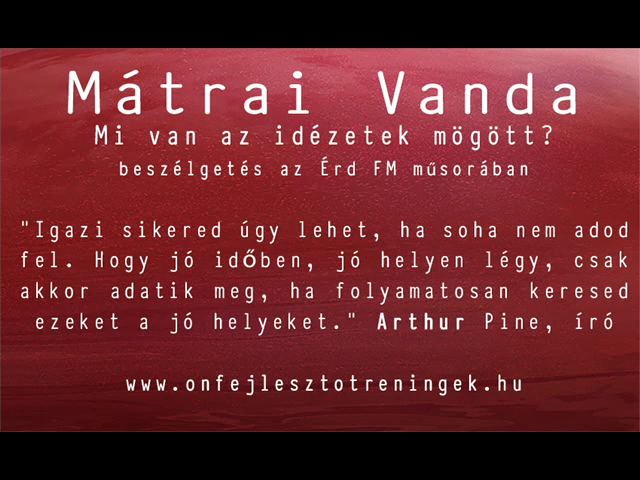 Mátrai Vanda
Mi van az idézetek mögött?
beszélgetés az Érd FM műsorában
"Igazi sikered úgy lehet, ha soha nem adod
fel. Hogy jó időben, jó helyen légy, csak
akkor adatik meg, ha folyamatosan keresed
ezeket a jó helyeket." Arthur Pine, író
www.onfejlesztotreningek.hu